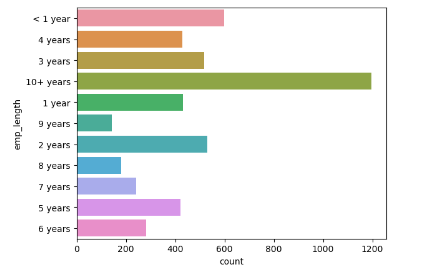 < 1 year
4 years
3 years
10+ years
1 year
9 years
2 years
8 years
7 years
5 years
6 years
emp_length
0 200 400 600 800 1000 1200
count